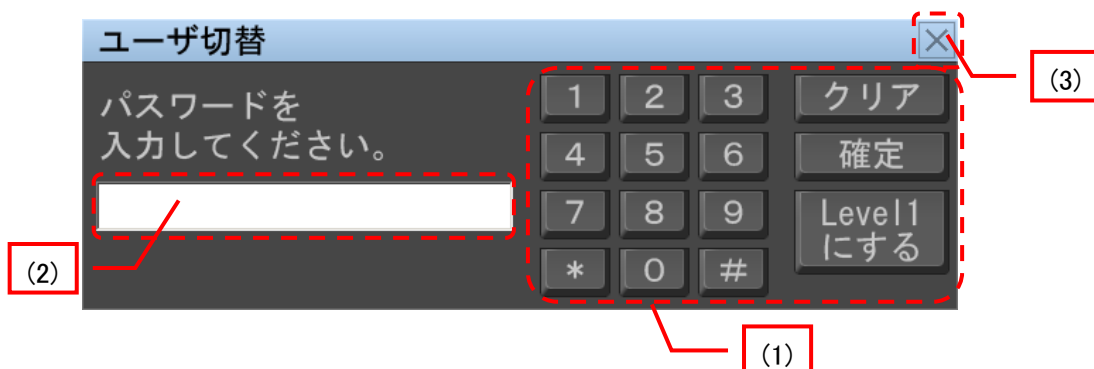 ユーザ切替
×
(3)
パスワードを
入力してください。
1 2 3 クリア
4 5 6 確定
7 8 9 Level1
にする
* 0 #
(2)
(1)